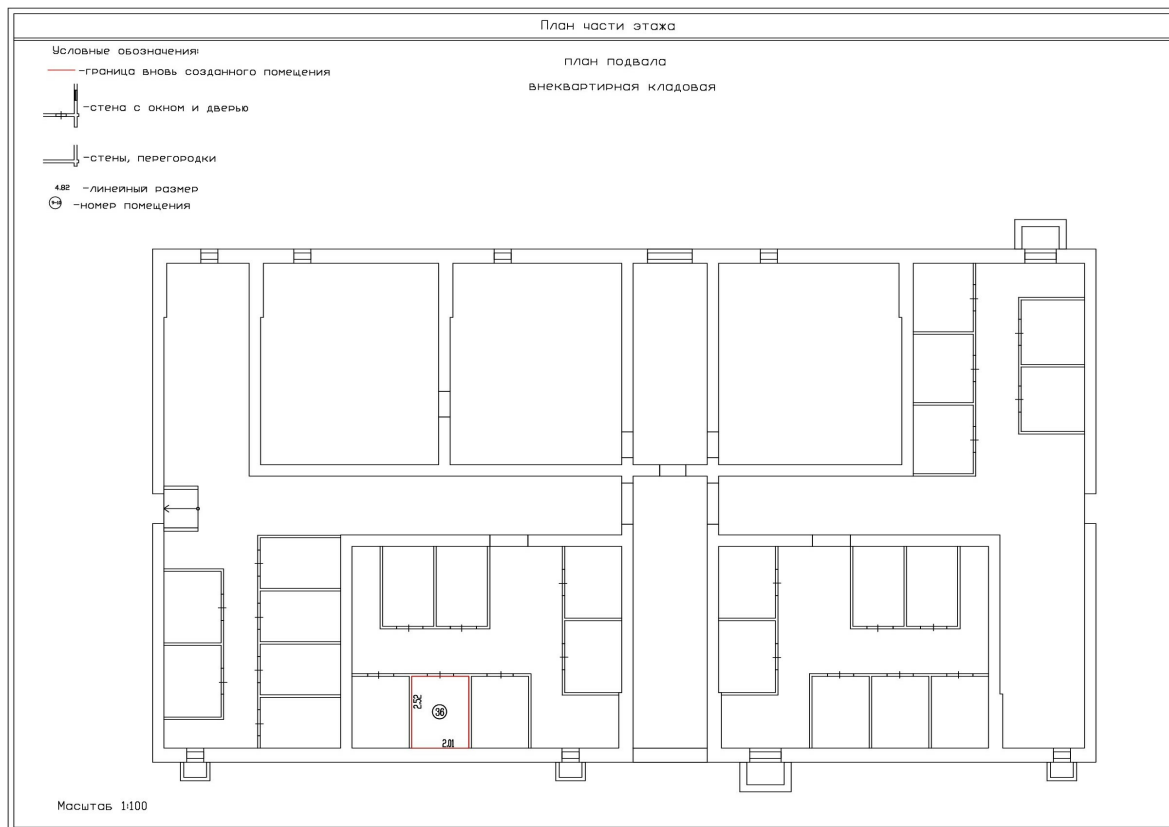 План части этажа
Условные обозначения:
-граница вновь созданного помещения
-стена с окном и дверью
-стены, перегородки
4.82 -линейный размер
-номер помещения
план подвала
внеквартирная кладовая
2.52
36
2.01
Масштаб 1:100